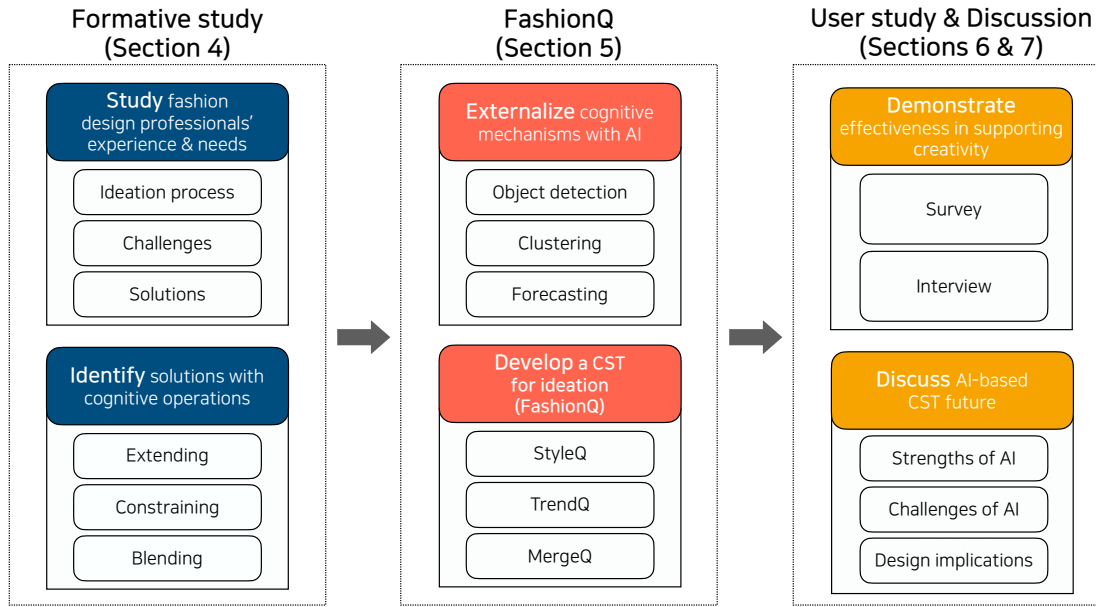 Formative study
(Section 4)
Study fashion
design professionals’
experience & needs
Ideation process
Challenges
Solutions
Identify solutions with
cognitive operations
Extending
Constraining
Blending
FashionQ
(Section 5)
Externalize cognitive
mechanisms with AI
Object detection
Clustering
Forecasting
Develop a CST
for ideation
(FashionQ)
StyleQ
TrendQ
MergeQ
User study & Discussion
(Sections 6 & 7)
Demonstrate
effectiveness in supporting
creativity
Survey
Interview
Discuss AI-based
CST future
Strengths of AI
Challenges of AI
Design implications